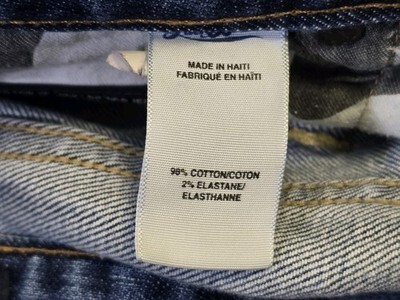 MADE IN HAITI
FABRIQUÉ EN HAÏTI
98% COTTON/COTON
2% ELASTANE/
ELASTHANNE